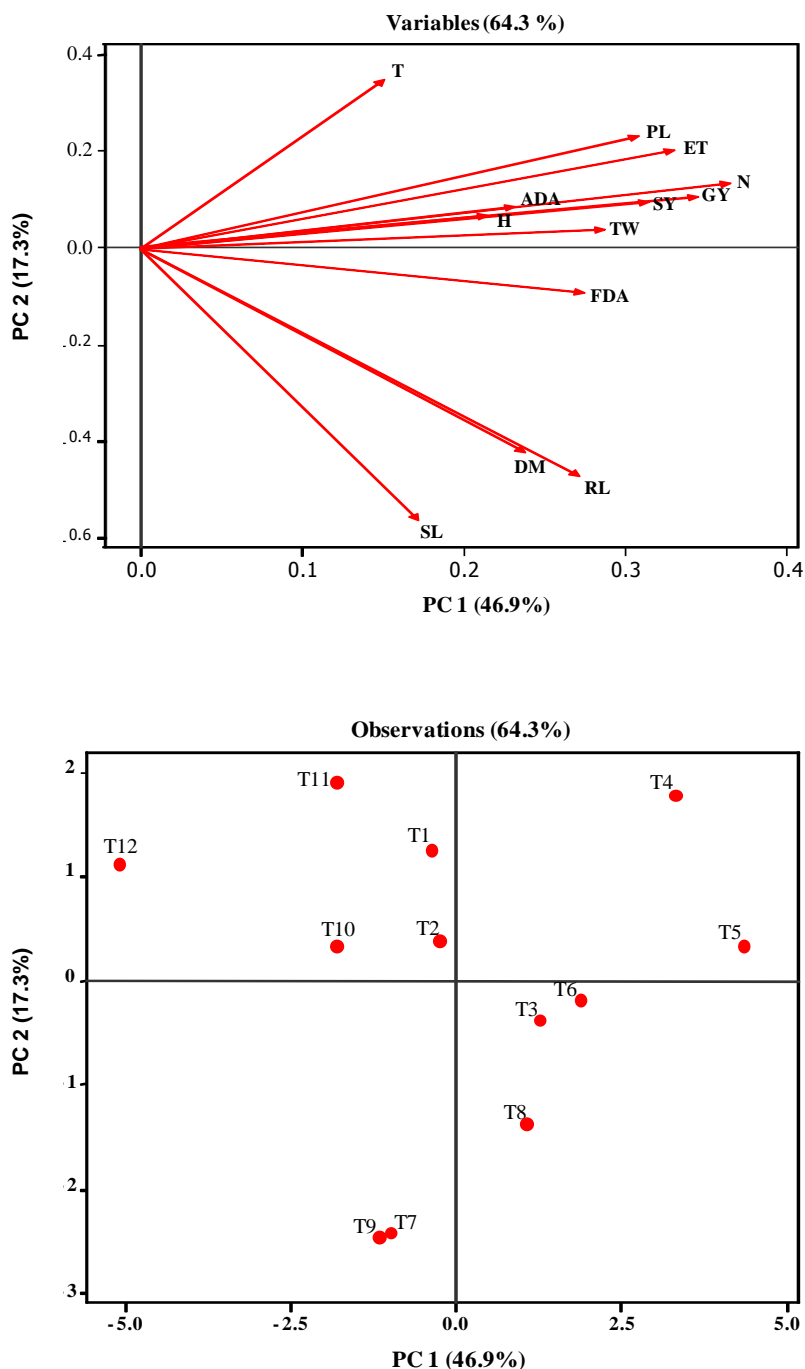 Variables (64.3 %)
0.4
T
PL
ET
0.2
N
ADA
SY
GY
H
TW
0.0
FDA
.0.2
.0.4
DM
RL
SL
.0.6
0.0
0.1
0.2
0.3
0.4
PC 2 (17.3%)
PC 1 (46.9%)
Observations (64.3%)
2
T11
T4
T1
T12
1
T10
T2
T5
0
T6
T3
-1
T8
-2
T9
T7
-3
-5.0
-2.5
0.0
2.5
5.0
PC 2 (17.3%)
PC 1 (46.9%)